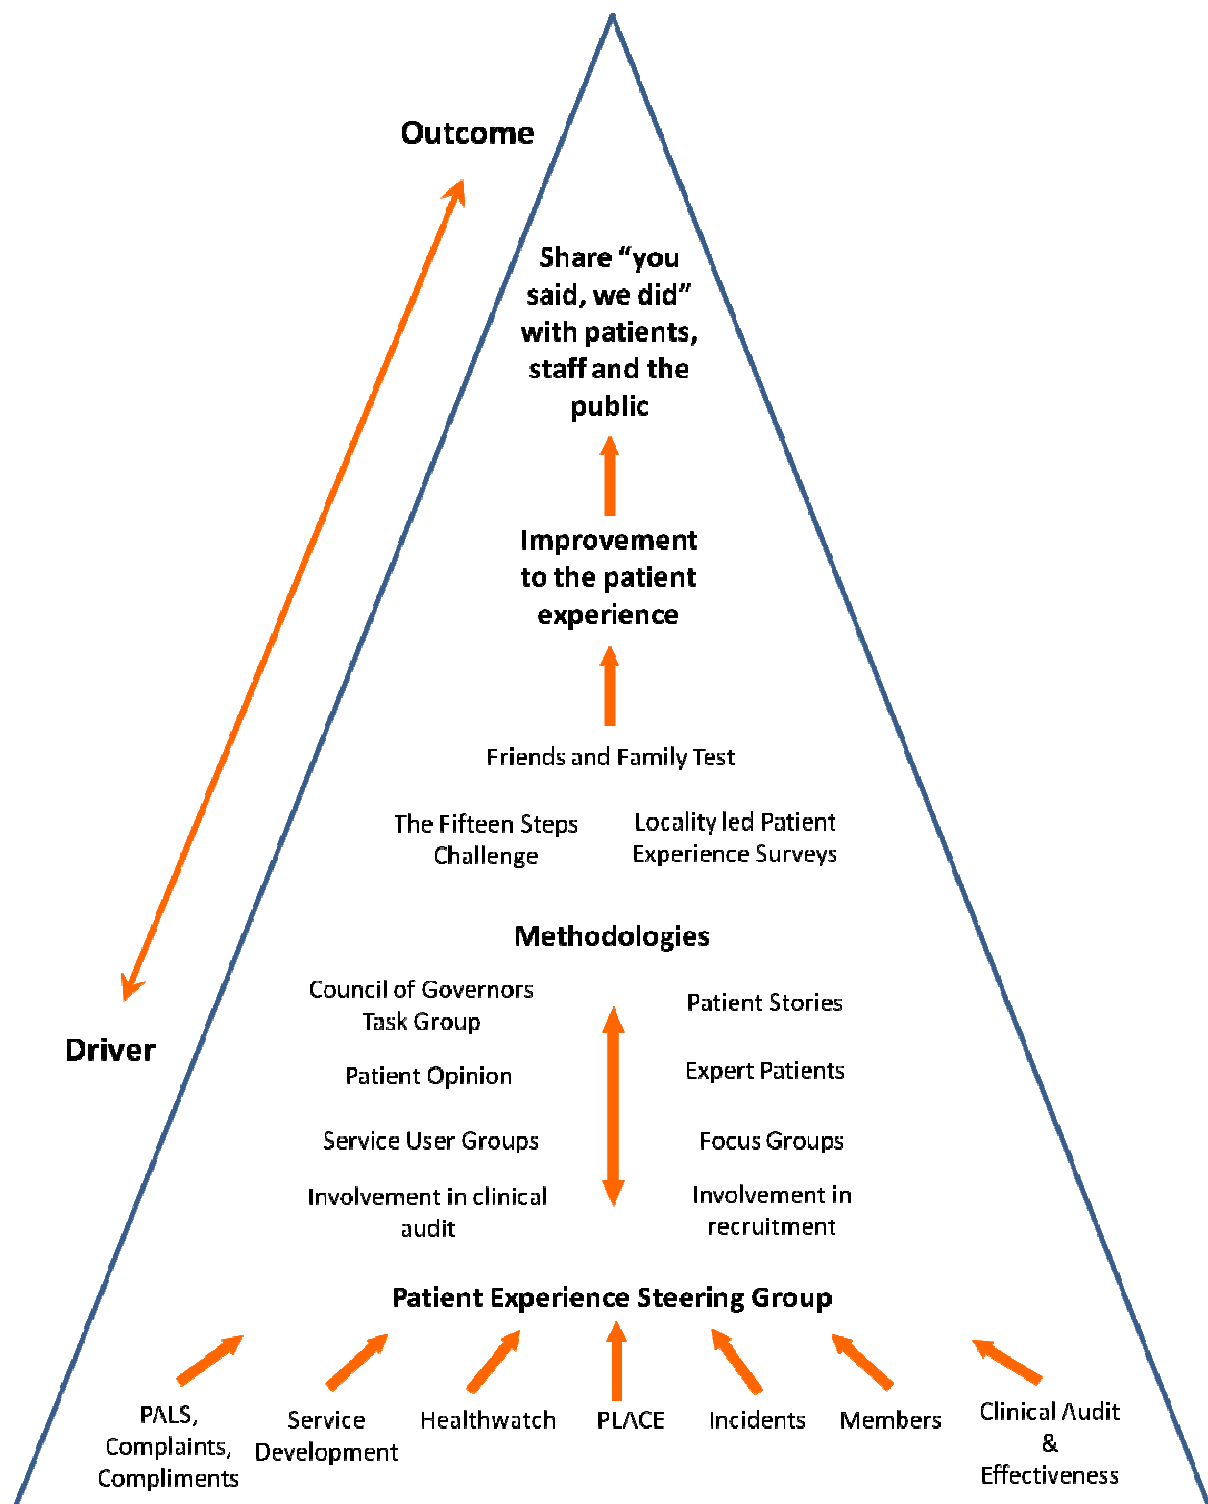 Outcome
Share “you
said, we did”
with patients,
staff and the
public
Improvement
to the patient
experience
Friends and Family Test
The Fifteen Steps
Challenge
Locality led Patient
Experience Surveys
Methodologies
Council of Governors
Task Group
Patient Stories
Driver
Patient Opinion
Expert Patients
Service User Groups
Focus Groups
Involvement in clinical
audit
Involvement in
recruitment
Patient Experience Steering Group
PALS,
Complaints,
Compliments
Service
Development
Healthwatch
PLACE
Incidents
Members
Clinical Audit
&
Effectiveness